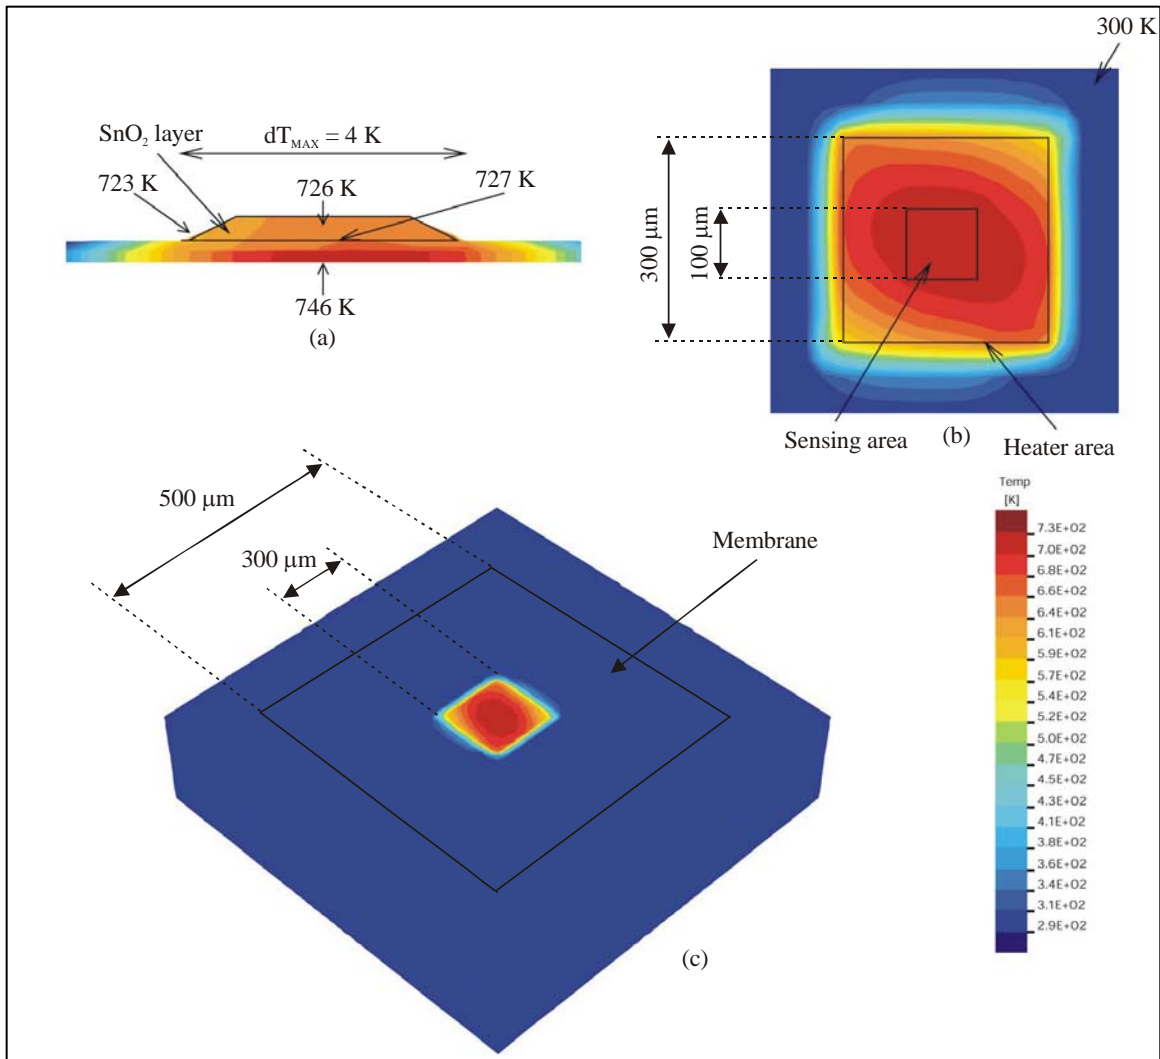 300 K
SnO₂ layer
dT_MAX = 4 K
723 K
726 K
727 K
746 K
(a)
300 µm
100 µm
Sensing area
(b)
Heater area
500 µm
300 µm
Membrane
(c)
Temp
[K]
7.3E+02
7.0E+02
6.8E+02
6.6E+02
6.4E+02
6.1E+02
5.9E+02
5.7E+02
5.4E+02
5.2E+02
5.0E+02
4.7E+02
4.5E+02
4.3E+02
4.1E+02
3.8E+02
3.6E+02
3.4E+02
3.1E+02
2.9E+02